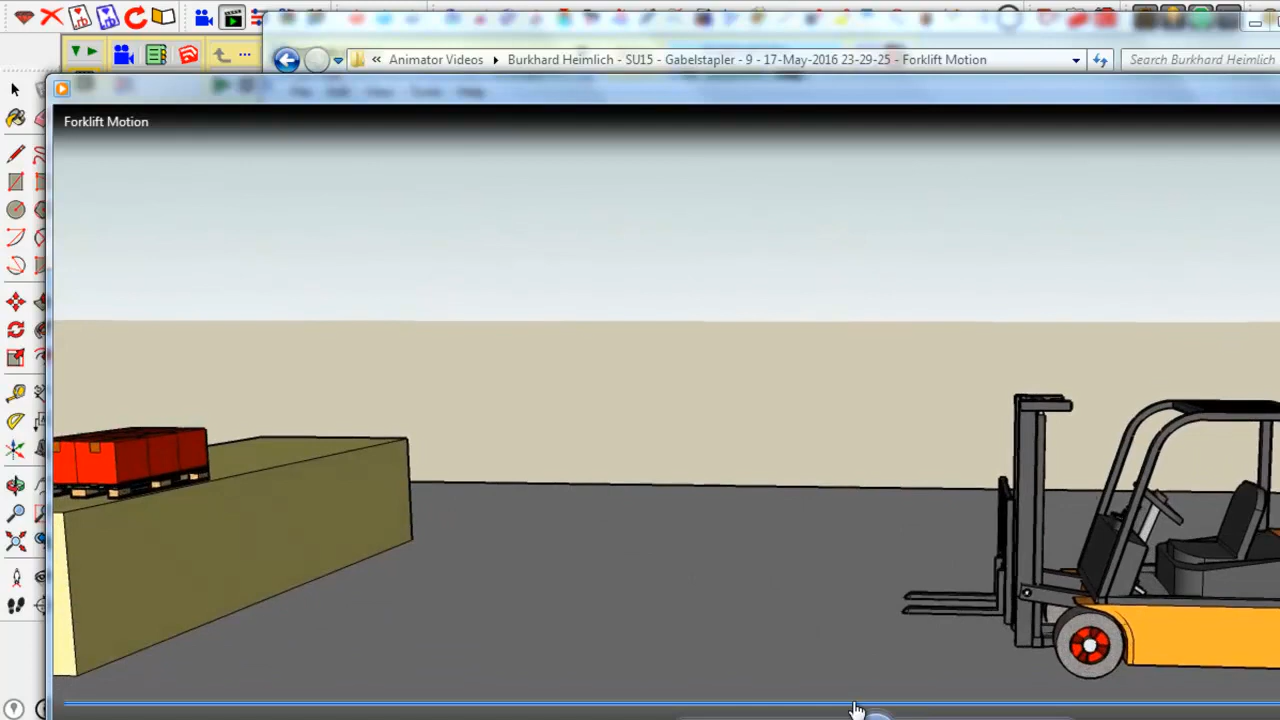 « Animator Videos ▸ Burkhard Heimlich - SU15 - Gabelstapler - 9 - 17-May-2016 23-29-25 - Forklift Motion
Search Burkhard Heimlich
Forklift Motion